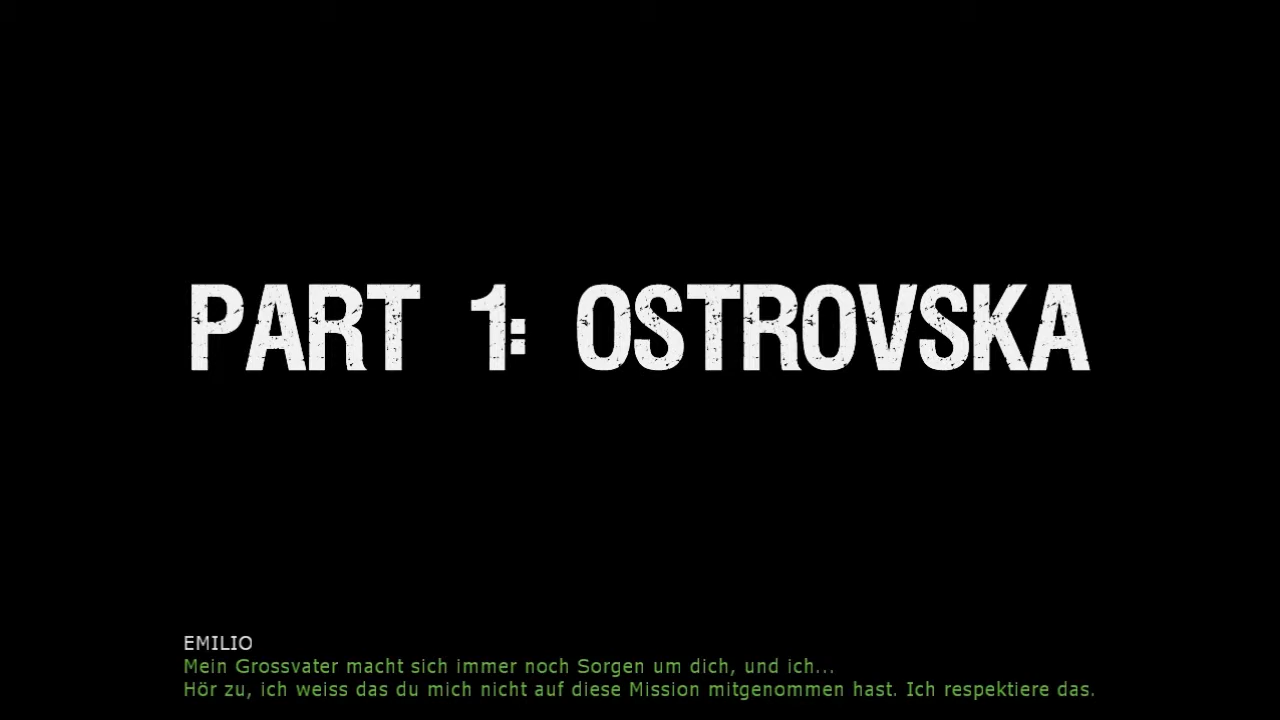 PART 1: OSTROVSKA
EMILIO
Mein Grossvater macht sich immer noch Sorgen um dich, und ich...
Hör zu, ich weiss das du mich nicht auf diese Mission mitgenommen hast. Ich respektiere das.